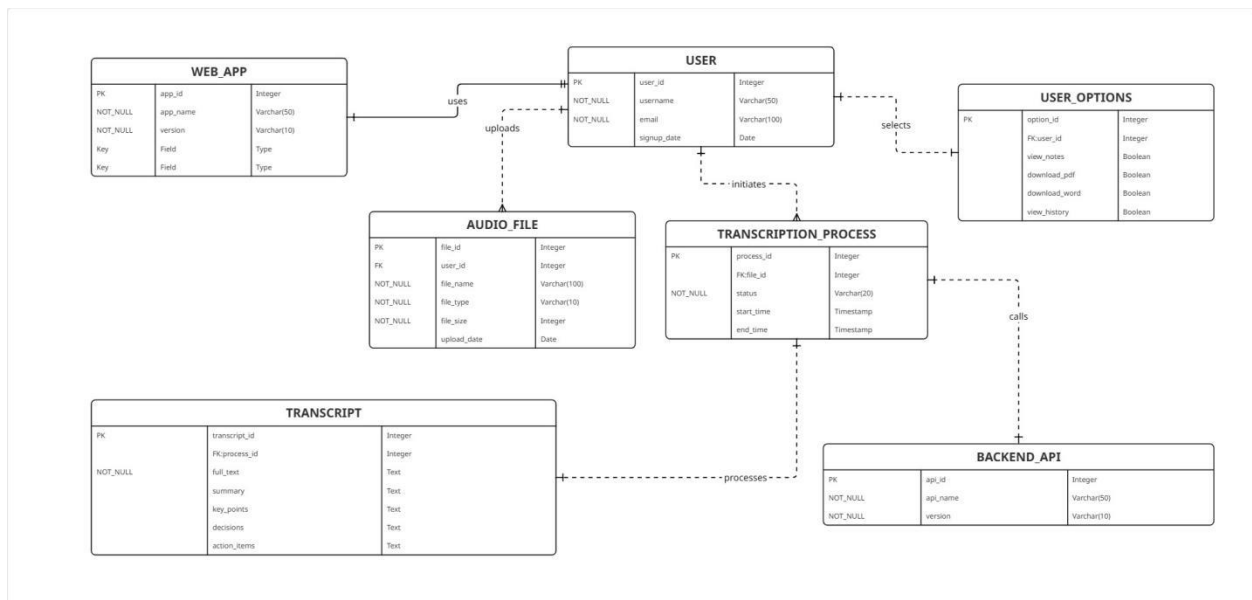 WEB_APP
PK app_id Integer
NOT_NULL app_name Varchar(50)
NOT_NULL version Varchar(10)
Key Field Type
Key Field Type
uses
USER
PK user_id Integer
NOT_NULL username Varchar(50)
NOT_NULL email Varchar(100)
signup_date Date
uploads
selects
initiates
USER_OPTIONS
PK option_id Integer
FK:user_id Integer
view_notes Boolean
download_pdf Boolean
download_word Boolean
view_history Boolean
AUDIO_FILE
PK file_id Integer
FK user_id Integer
NOT_NULL file_name Varchar(100)
NOT_NULL file_type Varchar(10)
NOT_NULL file_size Integer
upload_date Date
TRANSCRIPTION_PROCESS
PK process_id Integer
FK:file_id Integer
NOT_NULL status Varchar(20)
start_time Timestamp
end_time Timestamp
calls
TRANSCRIPT
PK transcript_id Integer
FK:process_id Integer
NOT_NULL full_text Text
summary Text
key_points Text
decisions Text
action_items Text
processes
BACKEND_API
PK api_id Integer
NOT_NULL api_name Varchar(50)
NOT_NULL version Varchar(10)